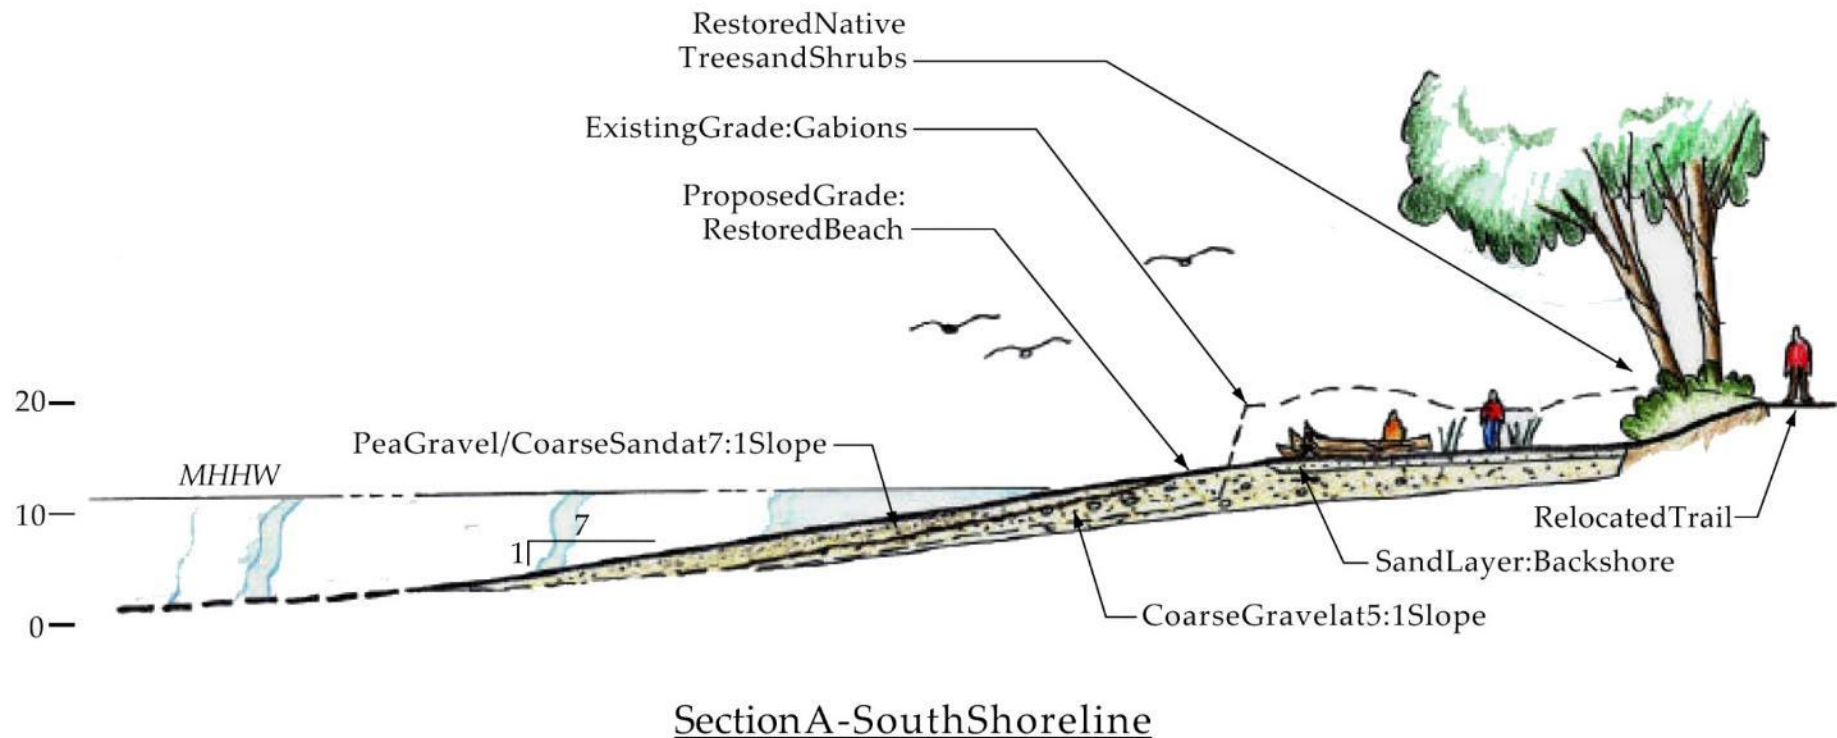 RestoredNative
TreesandShrubs
ExistingGrade:Gabions
ProposedGrade:
RestoredBeach
20
PeaGravel/CoarseSandat7:1Slope
MHHW
10
7
1
RelocatedTrail
SandLayer:Backshore
CoarseGravelat5:1Slope
0
SectionA-SouthShoreline